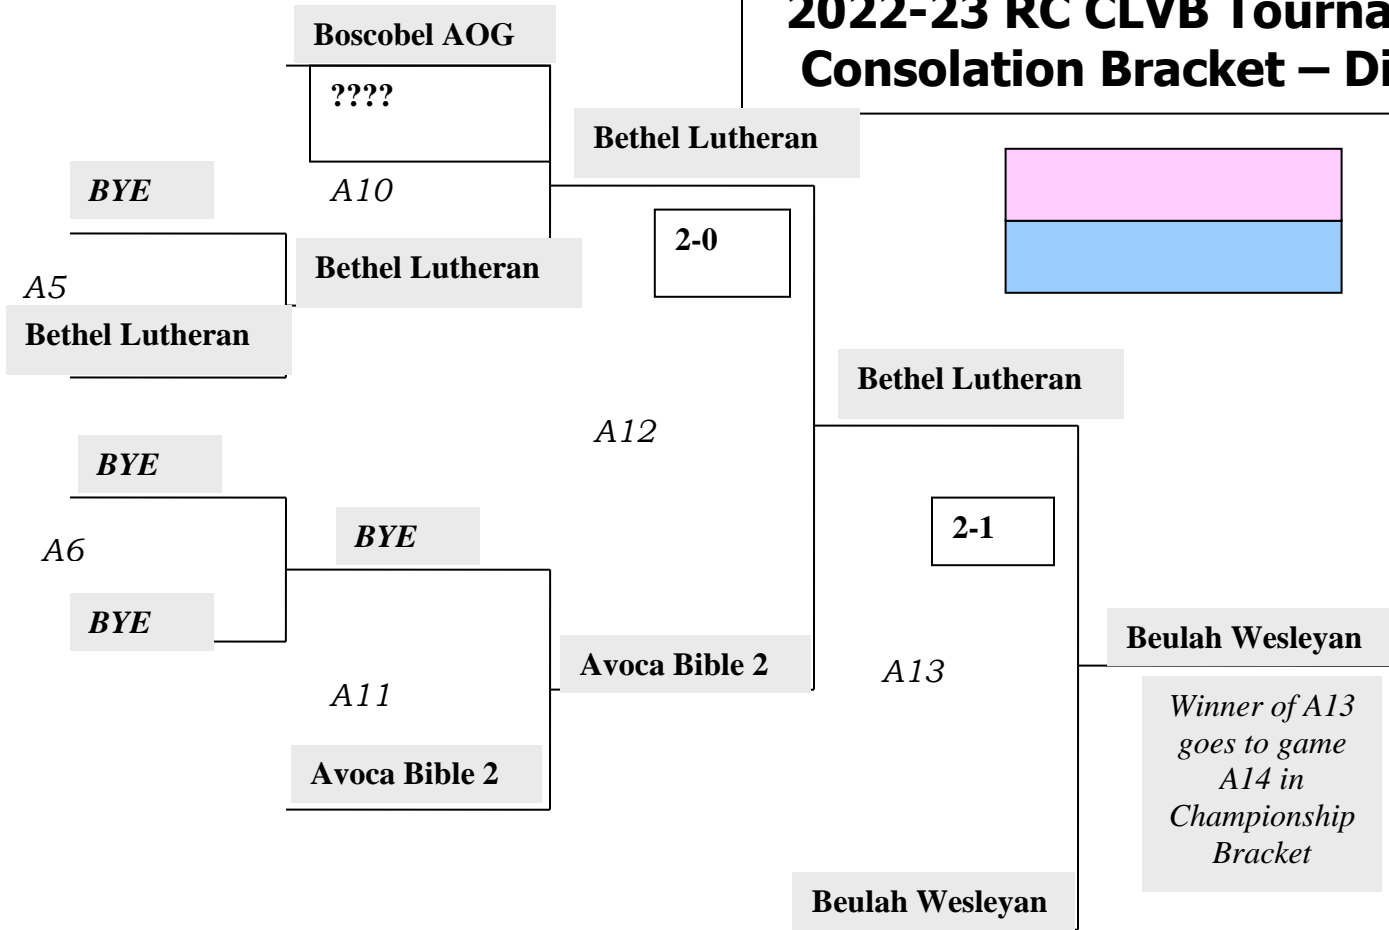 2022-23 RC CLVB Tourna
Consolation Bracket – Di
Boscobel AOG
????
Bethel Lutheran
BYE
A10
2-0
Bethel Lutheran
A5
Bethel Lutheran
Bethel Lutheran
A12
BYE
2-1
BYE
A6
BYE
Beulah Wesleyan
Avoca Bible 2
A13
A11
Winner of A13
goes to game
A14 in
Championship
Bracket
Avoca Bible 2
Beulah Wesleyan